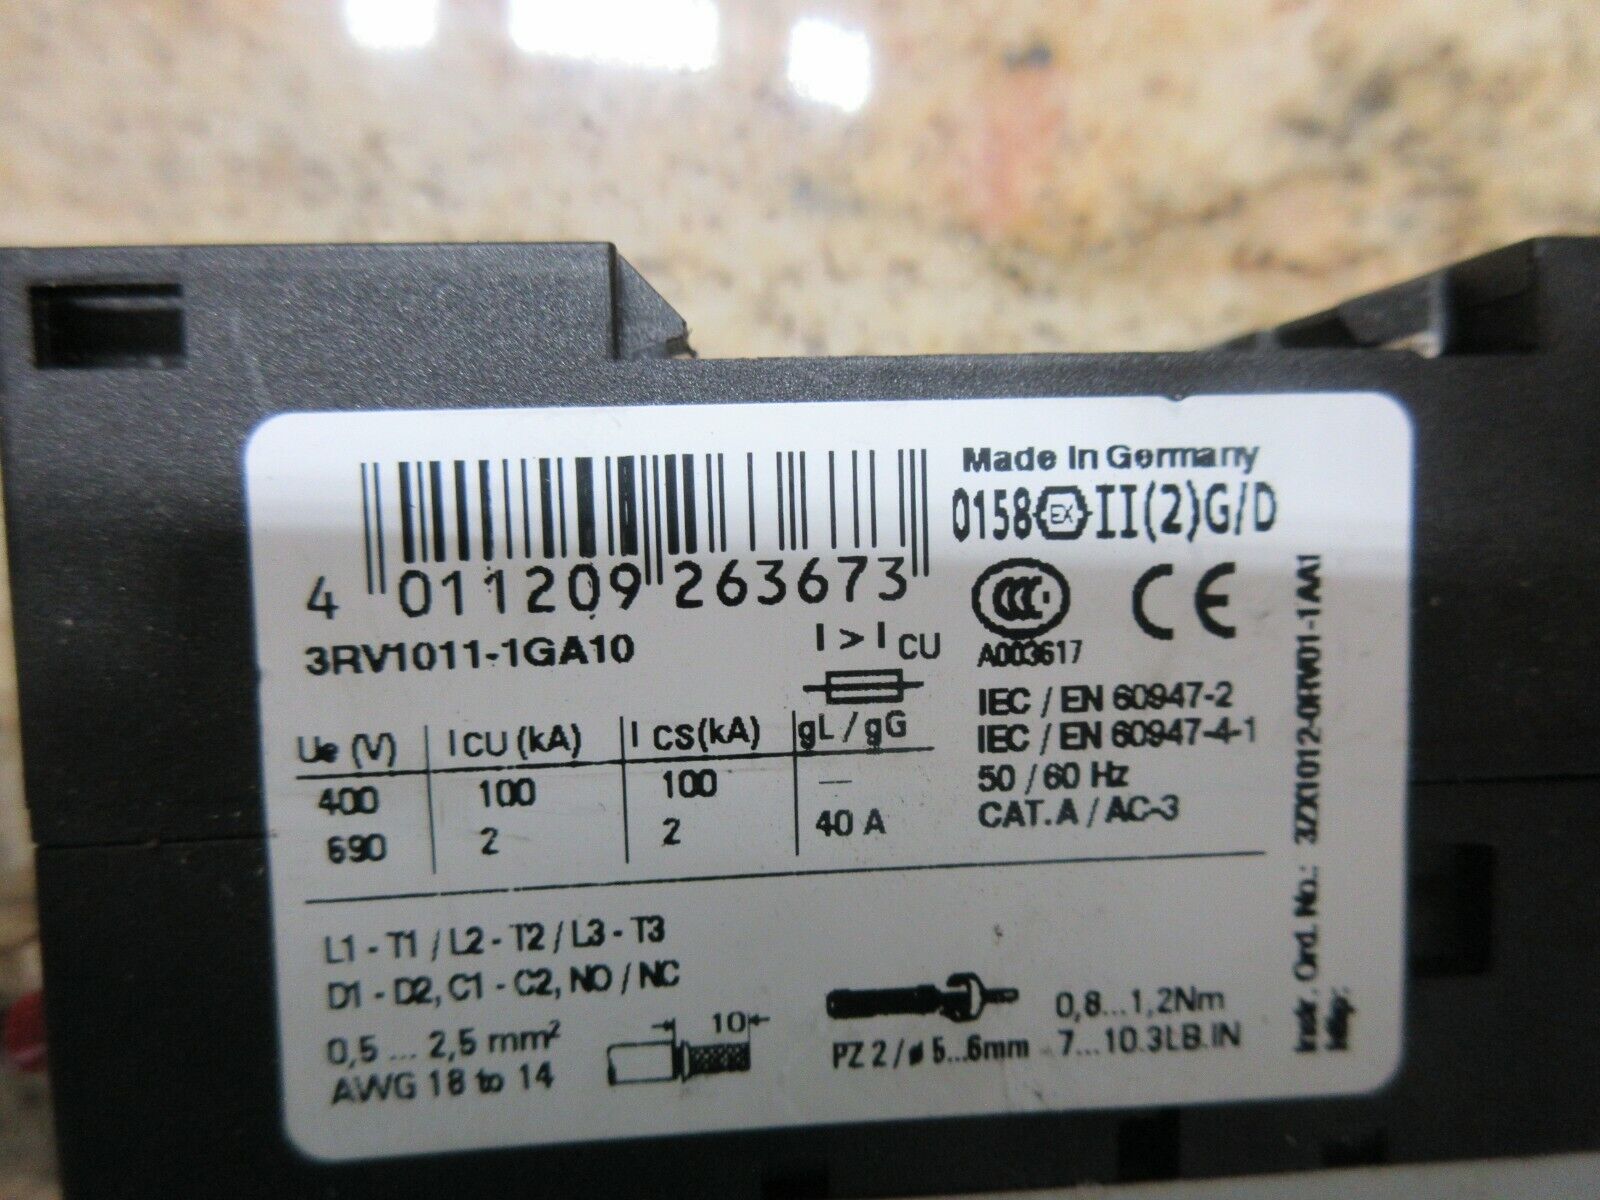 Made in Germany
0158 EX II(2)G/D
4 011209 263673
3RV1011-1GA10
I > I CU
CCC
CE
A003617
Ue (V) I CU (kA) I CS (kA) gL / gG
400 100 100 —
690 2 2 40 A
IEC / EN 60947-2
IEC / EN 60947-4-1
50 / 60 Hz
CAT. A / AC-3
L1 - T1 / L2 - T2 / L3 - T3
D1 - D2, C1 - C2, NO / NC
0,5 ... 2,5 mm²
AWG 18 to 14
10
PZ 2 / ø 5...6mm
0,8...1,2Nm
7...10.3LB.IN
Instr. Ord. No.: 3ZX1012-0RV01-1AA1